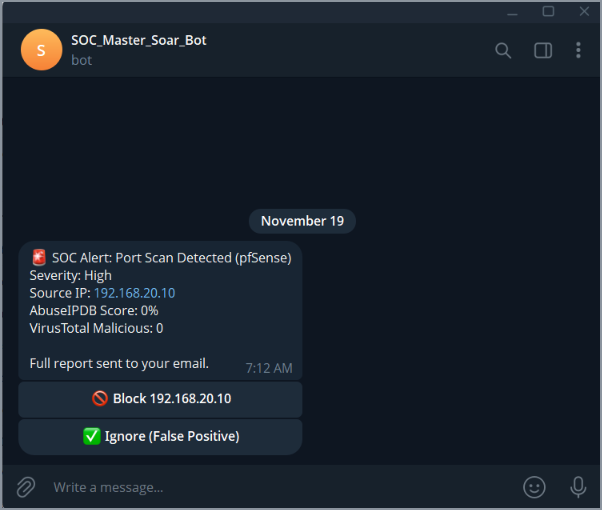 SOC_Master_Soar_Bot
S
bot
November 19
🚨 SOC Alert: Port Scan Detected (pfSense)
Severity: High
Source IP: 192.168.20.10
AbuseIPDB Score: 0%
VirusTotal Malicious: 0
Full report sent to your email.
7:12 AM
🚫 Block 192.168.20.10
✅ Ignore (False Positive)
Write a message...